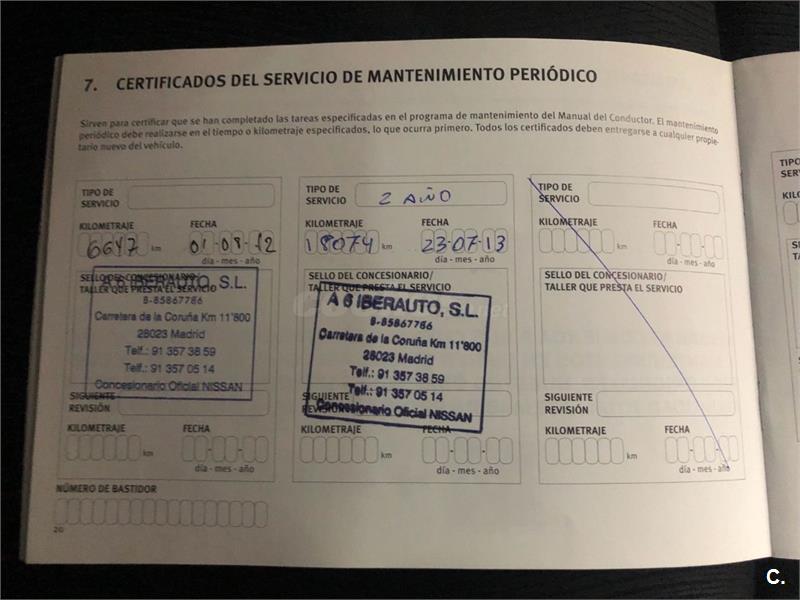 7. CERTIFICADOS DEL SERVICIO DE MANTENIMIENTO PERIÓDICO
Sirven para certificar que se han completado las tareas especificadas en el programa de mantenimiento del Manual del Conductor. El mantenimiento
periódico debe realizarse en el tiempo o kilometraje especificados, lo que ocurra primero. Todos los certificados deben entregarse a cualquier propie-
tario nuevo del vehículo.
TIPO DE
SERVICIO
KILOMETRAJE FECHA
6647 km 01-08-12
día - mes - año
SELLO DEL CONCESIONARIO/
TALLER QUE PRESTA EL SERVICIO
A 6 IBERAUTO, S.L.
B-85867786
Carretera de la Coruña Km 11'800
28023 Madrid
Telf.: 91 357 38 59
Telf.: 91 357 05 14
Concesionario Oficial NISSAN
SIGUIENTE
REVISIÓN
KILOMETRAJE FECHA
km
día - mes - año
NÚMERO DE BASTIDOR
20
TIPO DE
SERVICIO 2 AÑO
KILOMETRAJE FECHA
18074 km 23-07-13
día - mes - año
SELLO DEL CONCESIONARIO/
TALLER QUE PRESTA EL SERVICIO
A 6 IBERAUTO, S.L.
B-85867786
Carretera de la Coruña Km 11'800
28023 Madrid
Telf.: 91 357 38 59
Telf.: 91 357 05 14
Concesionario Oficial NISSAN
SIGUIENTE
REVISIÓN
KILOMETRAJE FECHA
km
día - mes - año
TIPO DE
SERVICIO
KILOMETRAJE FECHA
km
día - mes - año
SELLO DEL CONCESIONARIO/
TALLER QUE PRESTA EL SERVICIO
SIGUIENTE
REVISIÓN
KILOMETRAJE FECHA
km
día - mes - año
C.